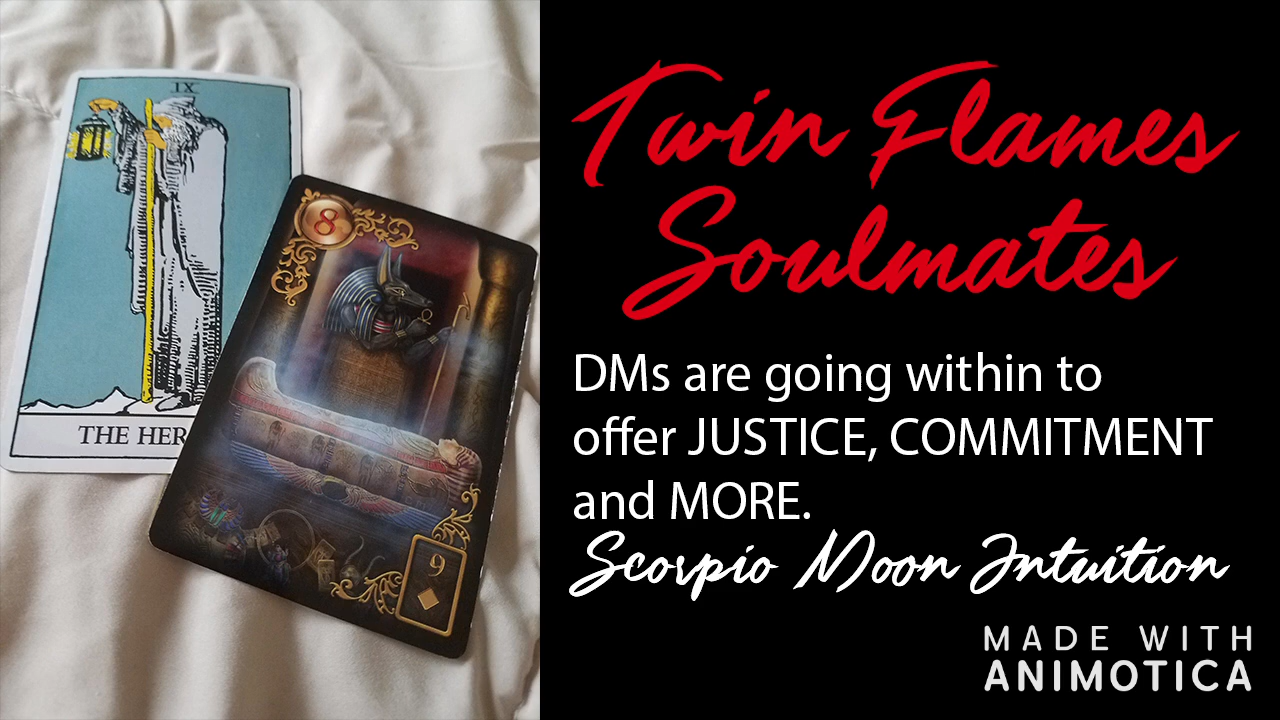 IX
THE HER
8
9
Twin Flames
Soulmates
DMs are going within to
offer JUSTICE, COMMITMENT
and MORE.
Scorpio Moon Intuition
MADE WITH
ANIMOTICA